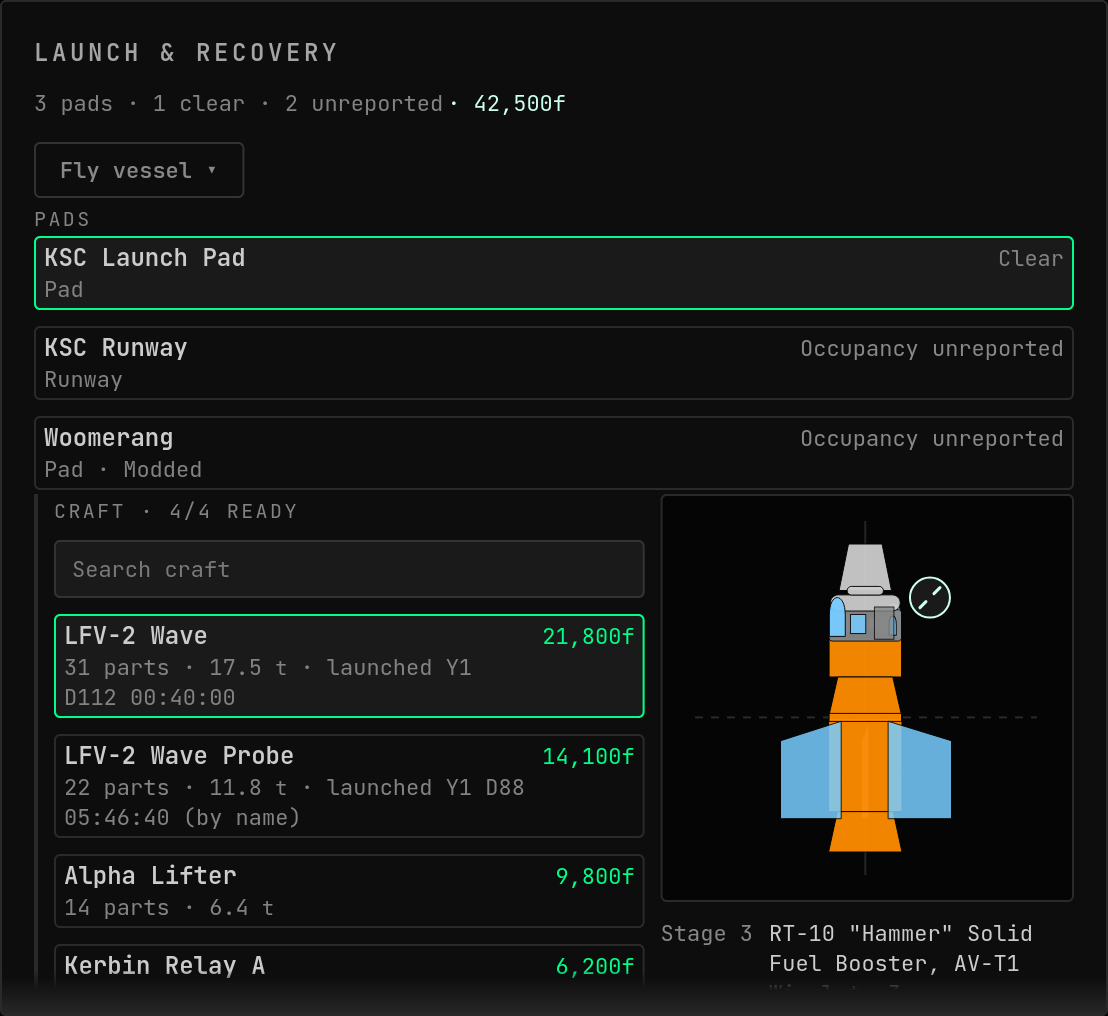 LAUNCH & RECOVERY
3 pads · 1 clear · 2 unreported · 42,500f
Fly vessel ▾
PADS
KSC Launch Pad Clear
Pad
KSC Runway Occupancy unreported
Runway
Woomerang Occupancy unreported
Pad · Modded
CRAFT · 4/4 READY
Search craft
LFV-2 Wave 21,800f
31 parts · 17.5 t · launched Y1
D112 00:40:00
LFV-2 Wave Probe 14,100f
22 parts · 11.8 t · launched Y1 D88
05:46:40 (by name)
Alpha Lifter 9,800f
14 parts · 6.4 t
Kerbin Relay A 6,200f
Stage 3 RT-10 "Hammer" Solid
Fuel Booster, AV-T1